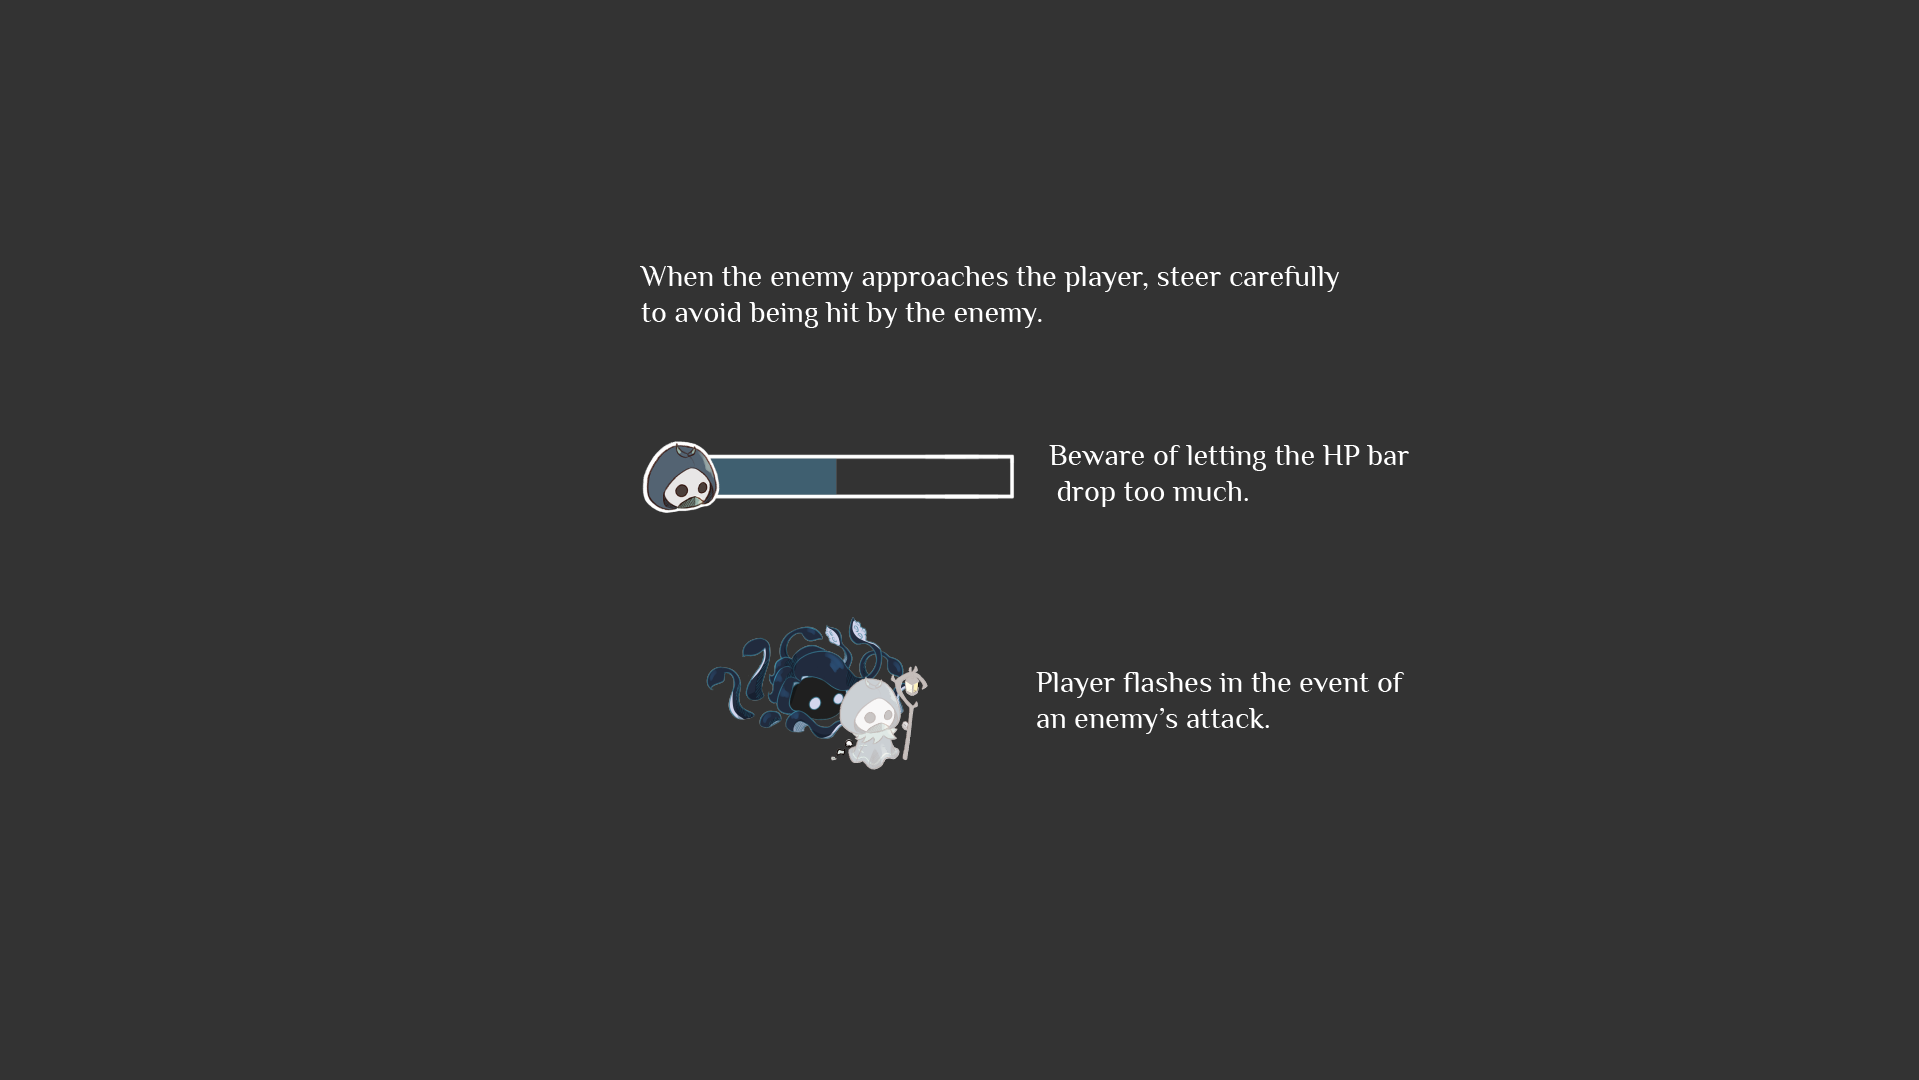 When the enemy approaches the player, steer carefully
to avoid being hit by the enemy.
Beware of letting the HP bar
drop too much.
Player flashes in the event of
an enemy’s attack.